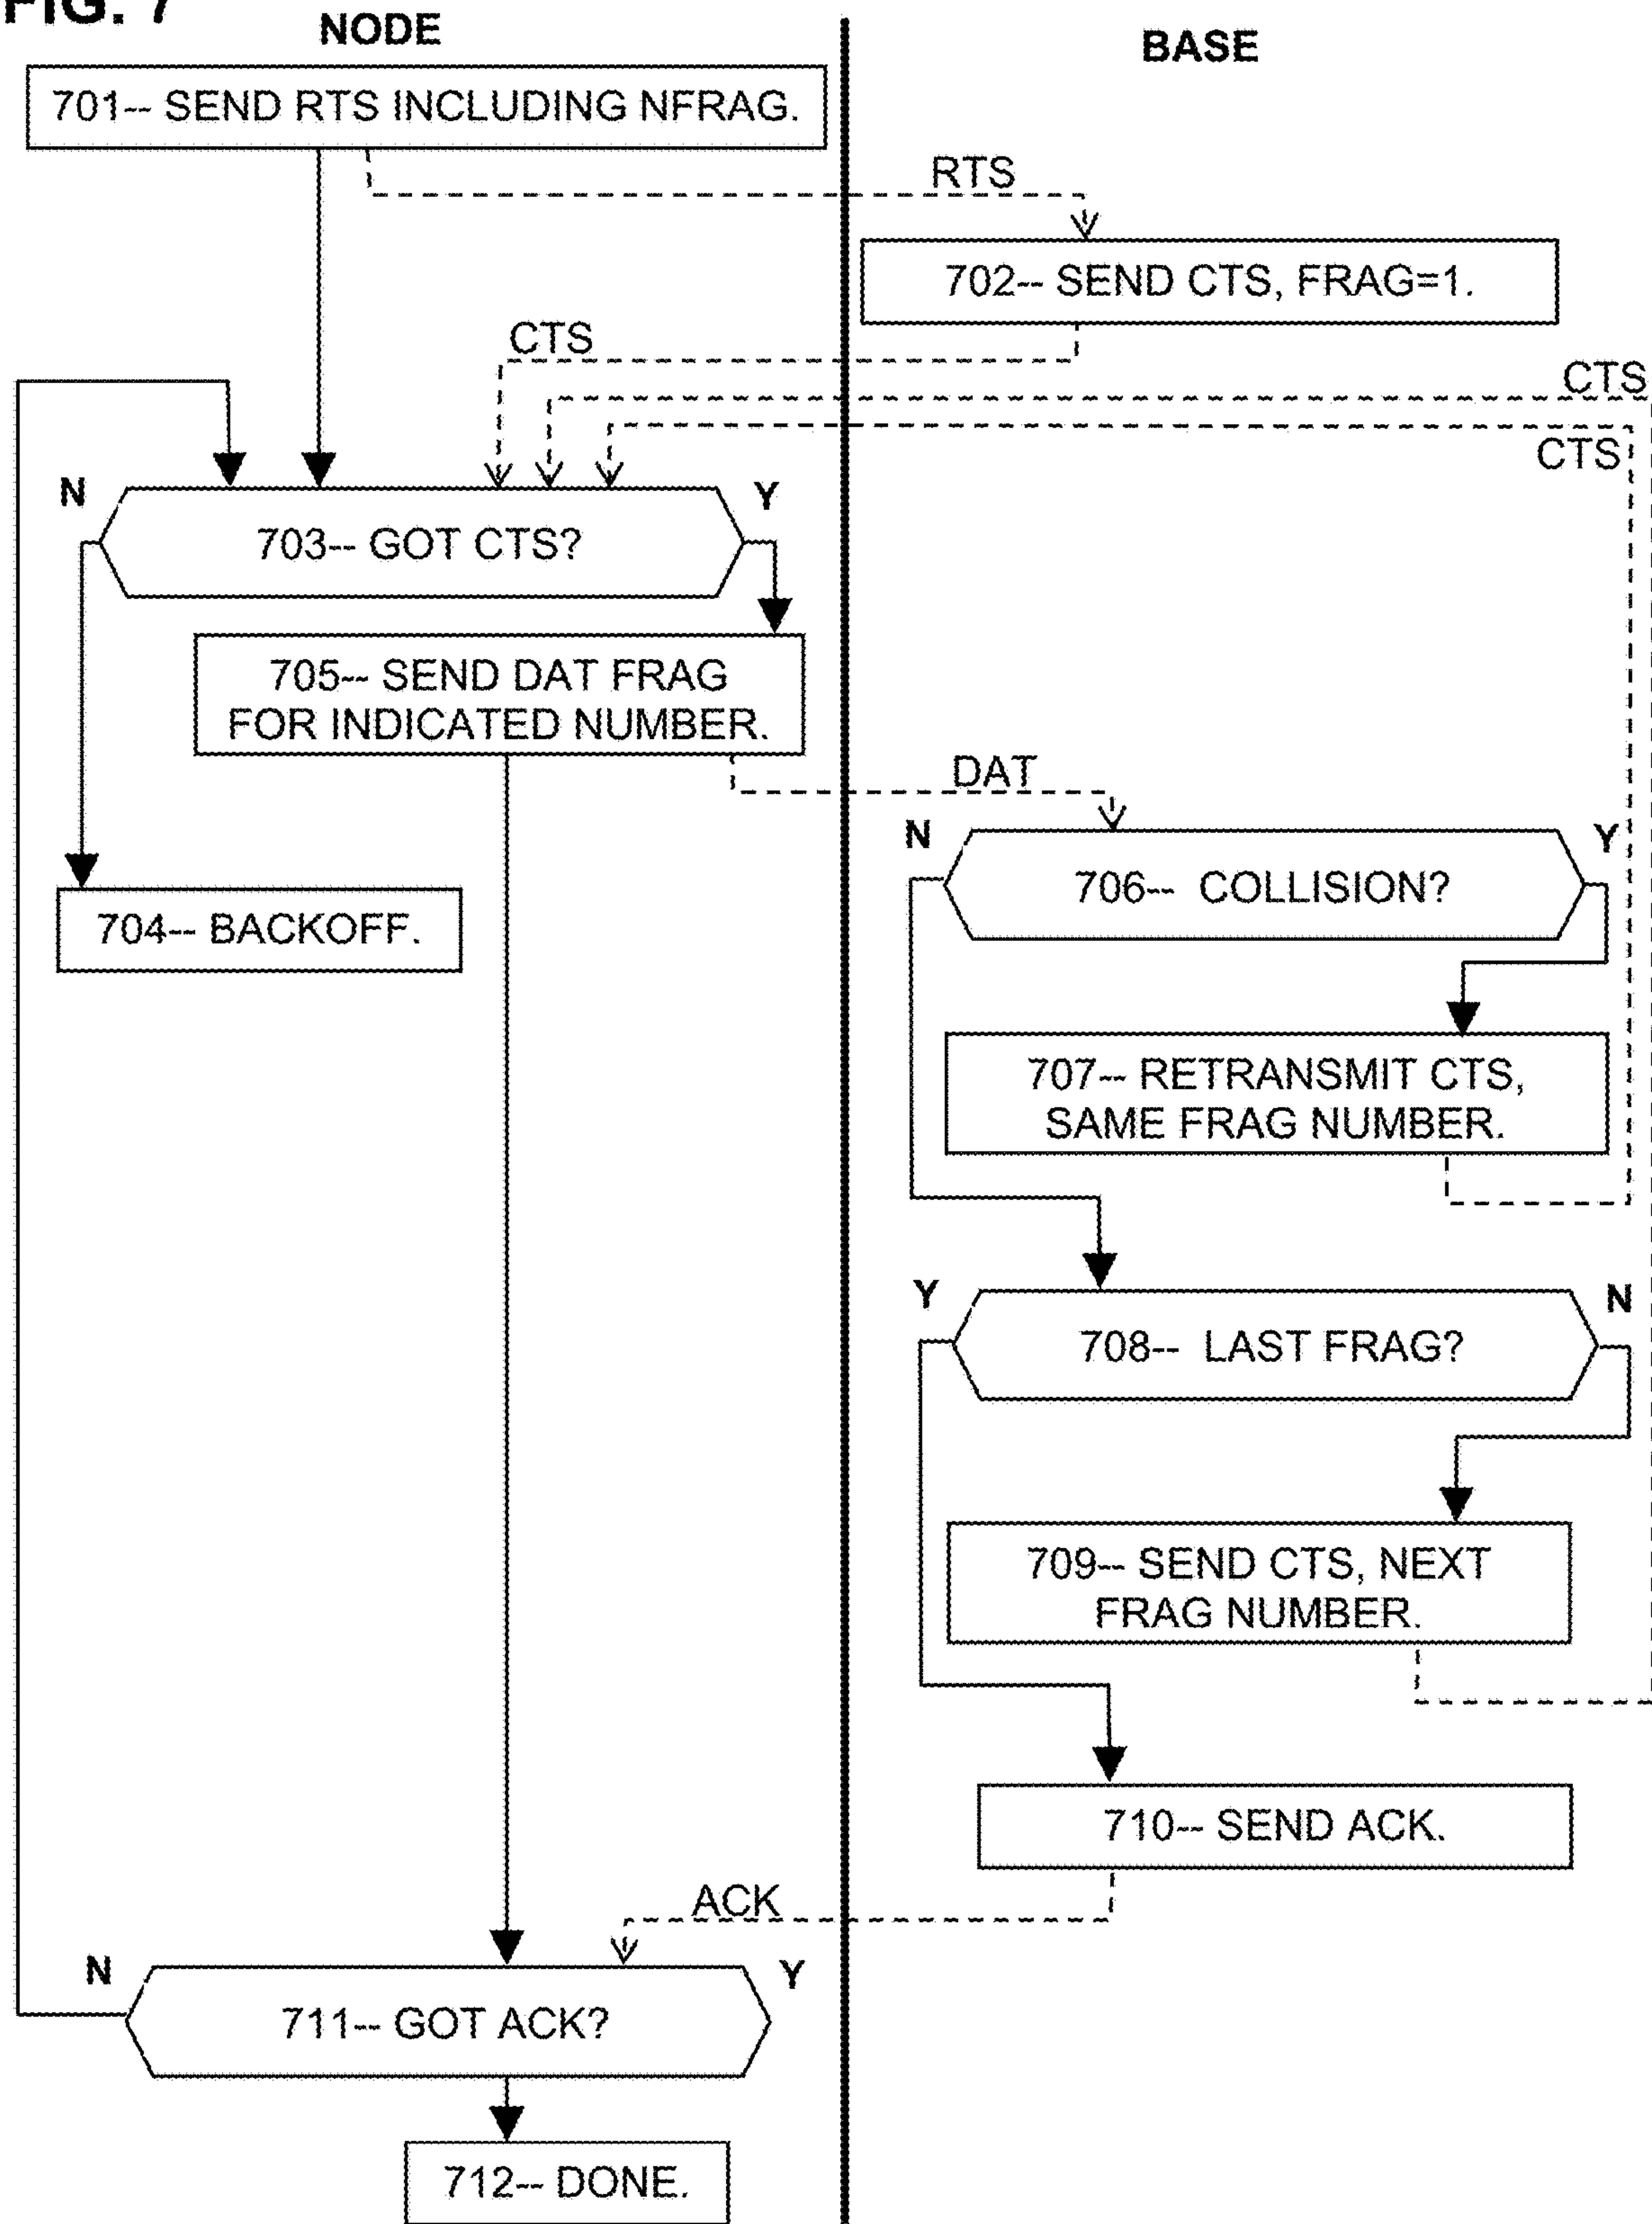 FIG. 7
NODE
BASE
701-- SEND RTS INCLUDING NFRAG.
RTS
702-- SEND CTS, FRAG=1.
CTS
CTS
CTS
N
Y
703-- GOT CTS?
705-- SEND DAT FRAG
FOR INDICATED NUMBER.
DAT
N
Y
706-- COLLISION?
704-- BACKOFF.
707-- RETRANSMIT CTS,
SAME FRAG NUMBER.
Y
N
708-- LAST FRAG?
709-- SEND CTS, NEXT
FRAG NUMBER.
710-- SEND ACK.
ACK
N
Y
711-- GOT ACK?
712-- DONE.